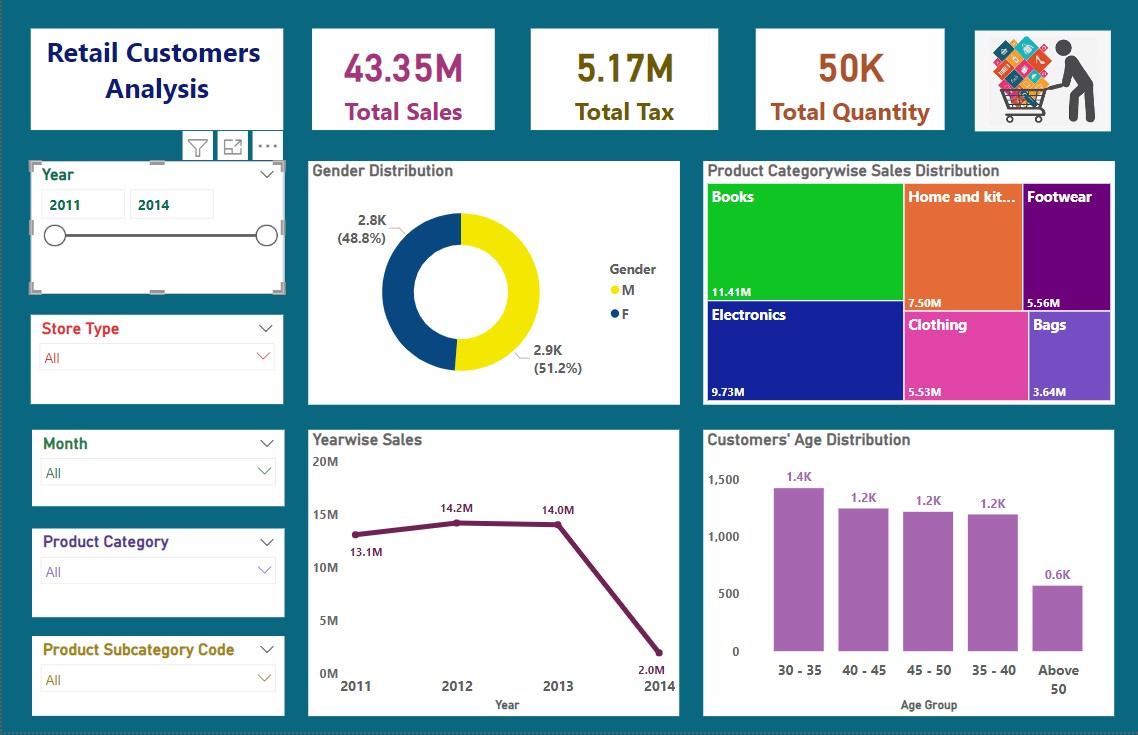 Retail Customers
Analysis
43.35M
Total Sales
5.17M
Total Tax
50K
Total Quantity
Year
2011
2014
Store Type
All
Month
All
Product Category
All
Product Subcategory Code
All
Gender Distribution
2.8K
(48.8%)
2.9K
(51.2%)
Gender
M
F
Product Categorywise Sales Distribution
Books
11.41M
Home and kit...
7.50M
Footwear
5.56M
Electronics
9.73M
Clothing
5.53M
Bags
3.64M
Yearwise Sales
20M
15M
10M
5M
0M
13.1M
14.2M
14.0M
2.0M
2011
2012
2013
2014
Year
Customers' Age Distribution
1,500
1,000
500
0
1.4K
1.2K
1.2K
1.2K
0.6K
30 - 35
40 - 45
45 - 50
35 - 40
Above
50
Age Group